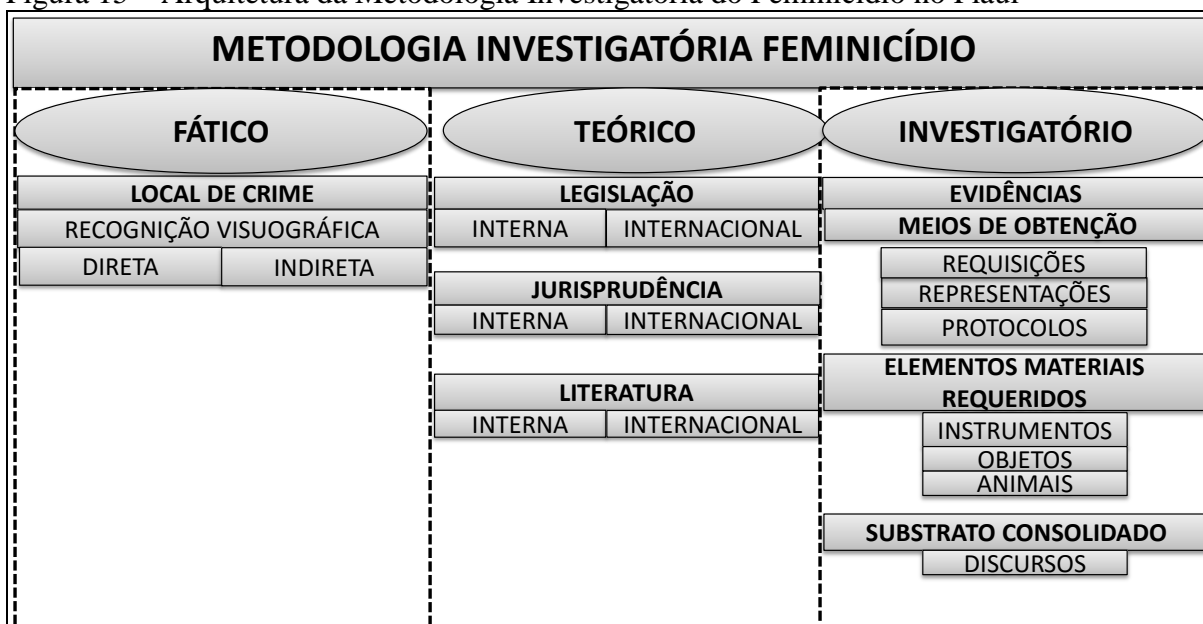 Figura 15 – Arquitetura da Metodologia Investigatória do Feminicídio no Piauí
METODOLOGIA INVESTIGATÓRIA FEMINICÍDIO
FÁTICO
LOCAL DE CRIME
RECOGNIÇÃO VISUOGRÁFICA
DIRETA
INDIRETA
TEÓRICO
LEGISLAÇÃO
INTERNA
INTERNACIONAL
JURISPRUDÊNCIA
INTERNA
INTERNACIONAL
LITERATURA
INTERNA
INTERNACIONAL
INVESTIGATÓRIO
EVIDÊNCIAS
MEIOS DE OBTENÇÃO
REQUISIÇÕES
REPRESENTAÇÕES
PROTOCOLOS
ELEMENTOS MATERIAIS
REQUERIDOS
INSTRUMENTOS
OBJETOS
ANIMAIS
SUBSTRATO CONSOLIDADO
DISCURSOS